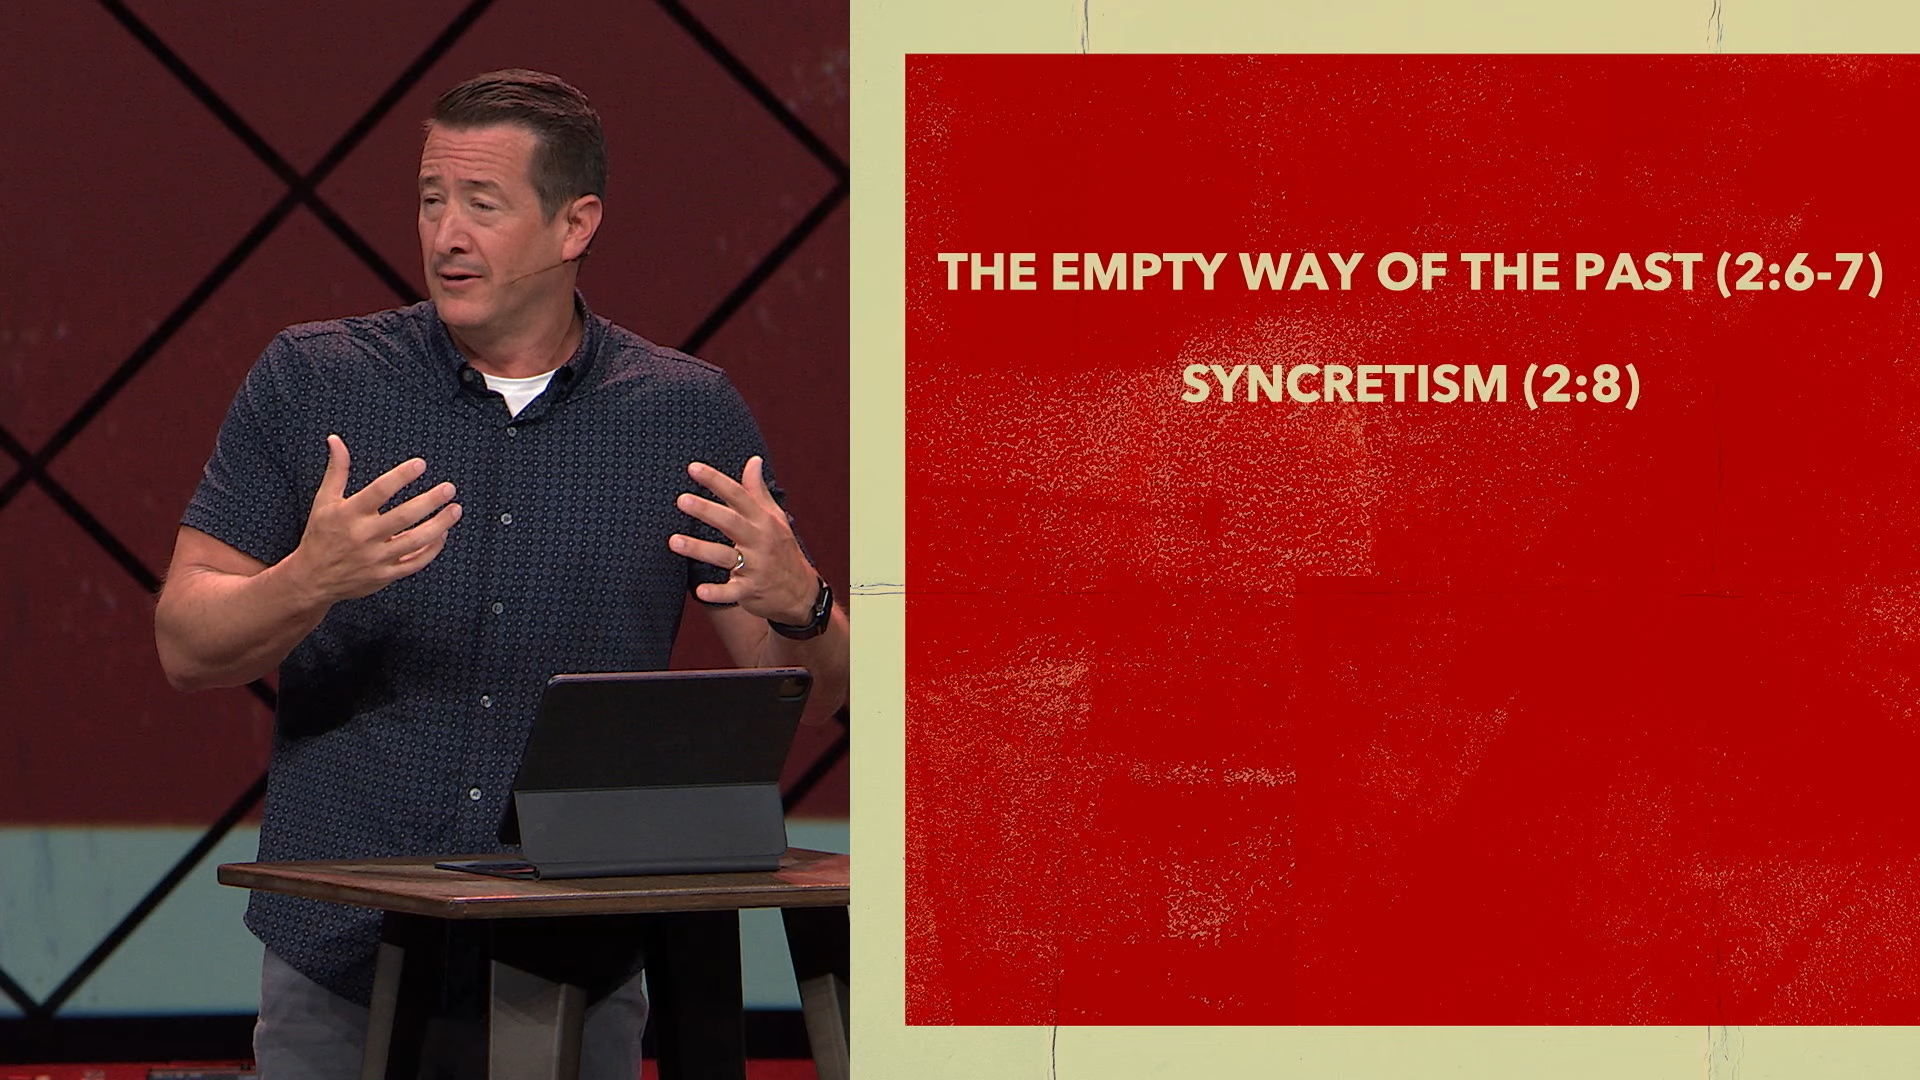 THE EMPTY WAY OF THE PAST (2:6-7)
SYNCRETISM (2:8)